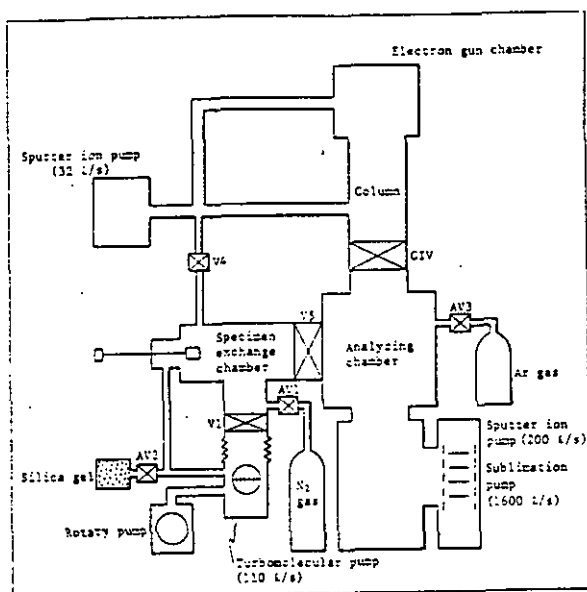 Electron gun chamber
Sputter ion pump
(32 ℓ/s)
Column
V4
GIV
V5
AV3
Specimen
exchange
chamber
Analyzing
chamber
Ar gas
AV1
V1
AV2
Sputter ion
pump (200 ℓ/s)
Silica gel
N2
gas
Sublimation
pump
(1600 ℓ/s)
Rotary pump
Turbomolecular pump
(110 ℓ/s)